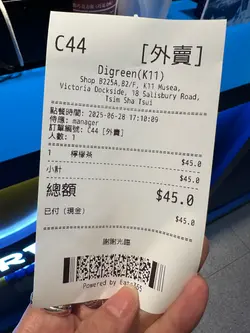 C44 [外賣]
Digreen(K11)
Shop B225A,B2/F, K11 Musea,
Victoria Dockside, 18 Salisbury Road,
Tsim Sha Tsui
點餐時間: 2025-06-28 17:10:09
侍應: manager
訂單編號: C44 [外賣]
人數: 1
1 檸檬茶 $45.0
小計 $45.0
總額 $45.0
已付 (現金) $45.0
謝謝光臨
Powered by Eats365